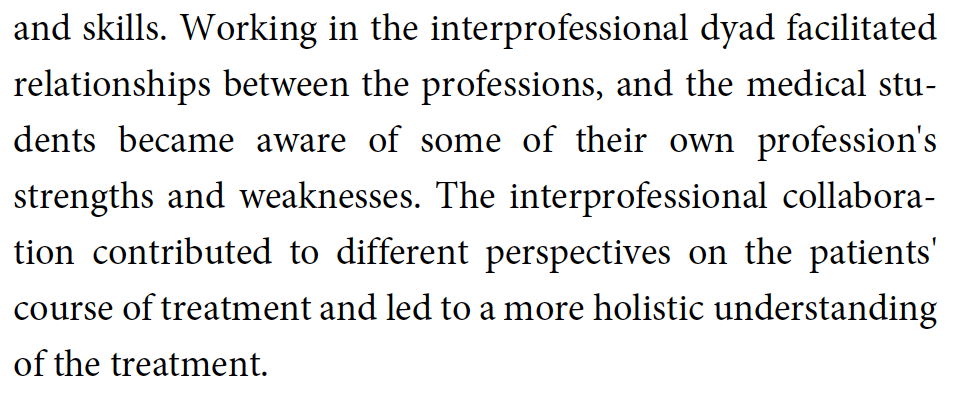 and skills. Working in the interprofessional dyad facilitated
relationships between the professions, and the medical stu-
dents became aware of some of their own profession's
strengths and weaknesses. The interprofessional collabora-
tion contributed to different perspectives on the patients'
course of treatment and led to a more holistic understanding
of the treatment.